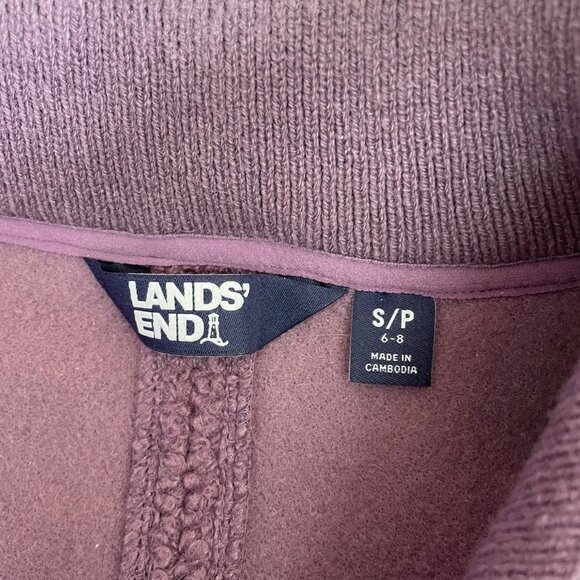 LANDS'
END
S/P
6-8
MADE IN
CAMBODIA